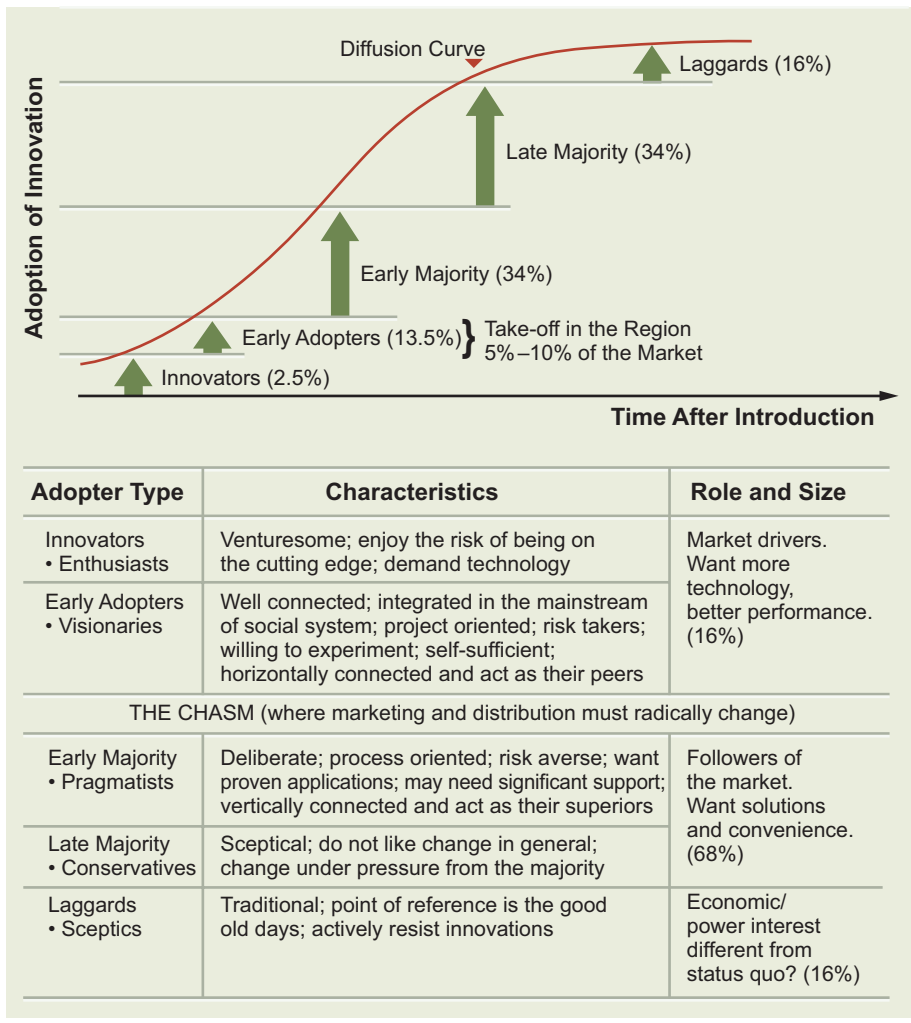 Diffusion Curve
Laggards (16%)
Late Majority (34%)
Early Majority (34%)
Early Adopters (13.5%)
}
Take-off in the Region
5%–10% of the Market
Innovators (2.5%)
Adoption of Innovation
Time After Introduction
Adopter Type
Characteristics
Role and Size
Innovators
• Enthusiasts
Venturesome; enjoy the risk of being on
the cutting edge; demand technology
Market drivers.
Want more
technology,
better performance.
(16%)
Early Adopters
• Visionaries
Well connected; integrated in the mainstream
of social system; project oriented; risk takers;
willing to experiment; self-sufficient;
horizontally connected and act as their peers
THE CHASM (where marketing and distribution must radically change)
Early Majority
• Pragmatists
Deliberate; process oriented; risk averse; want
proven applications; may need significant support;
vertically connected and act as their superiors
Followers of
the market.
Want solutions
and convenience.
(68%)
Late Majority
• Conservatives
Sceptical; do not like change in general;
change under pressure from the majority
Laggards
• Sceptics
Traditional; point of reference is the good
old days; actively resist innovations
Economic/
power interest
different from
status quo? (16%)